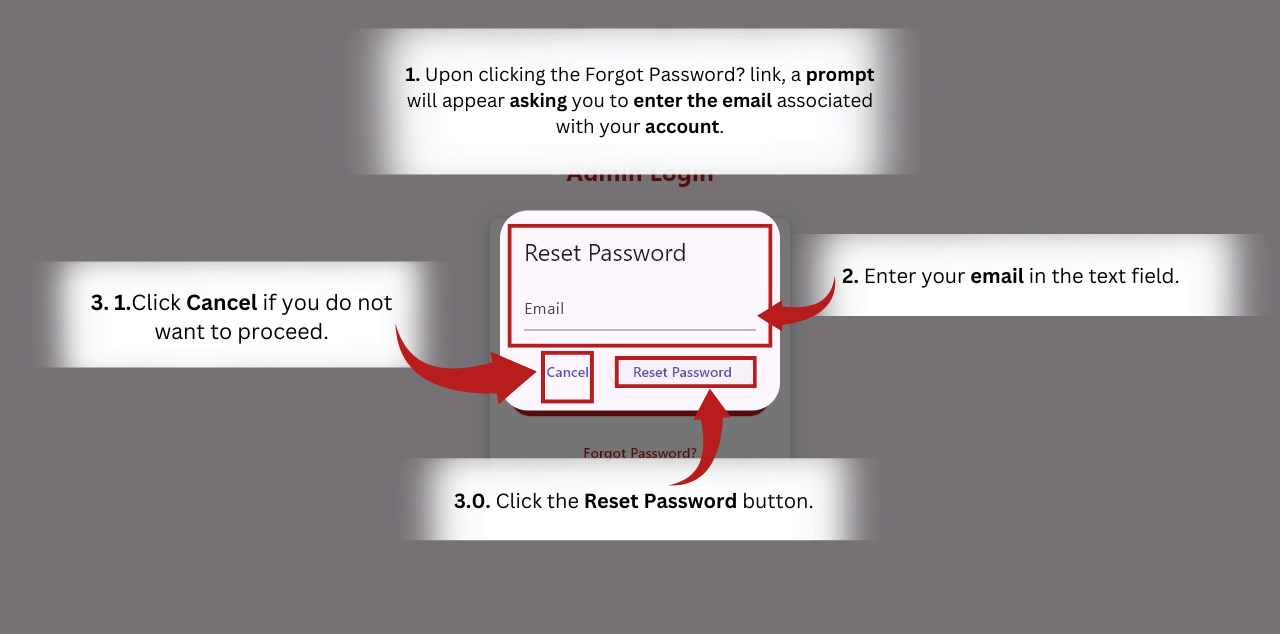 1. Upon clicking the Forgot Password? link, a prompt
will appear asking you to enter the email associated
with your account.
Admin Login
Reset Password
Email
2. Enter your email in the text field.
3. 1.Click Cancel if you do not
want to proceed.
Cancel
Reset Password
Forgot Password?
3.0. Click the Reset Password button.